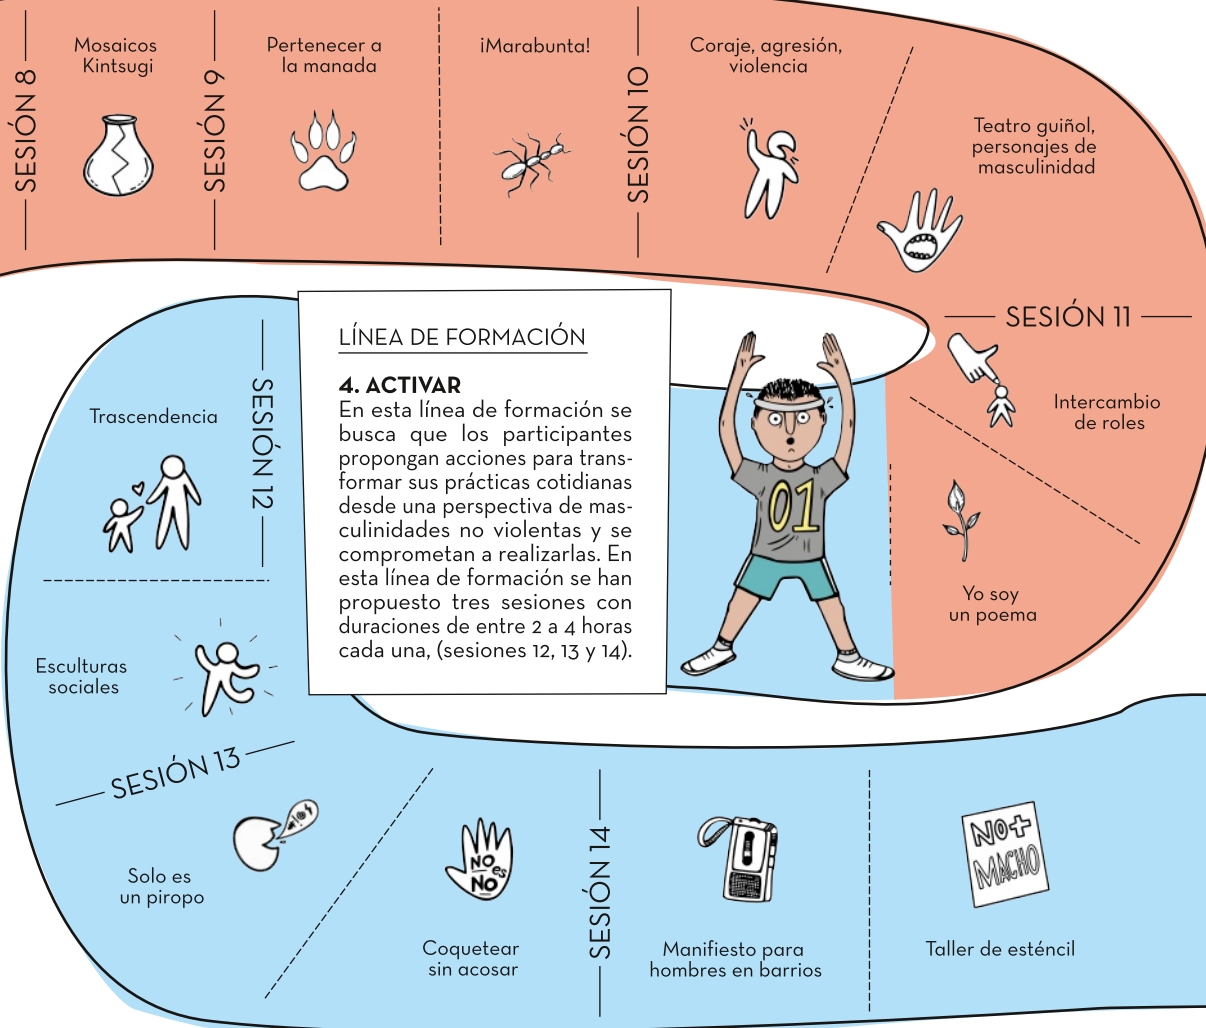 SESIÓN 8
Mosaicos
Kintsugi
SESIÓN 9
Pertenecer a
la manada
¡Marabunta!
SESIÓN 10
Coraje, agresión,
violencia
Teatro guiñol,
personajes de
masculinidad
SESIÓN 11
Intercambio
de roles
Yo soy
un poema
LÍNEA DE FORMACIÓN
4. ACTIVAR
En esta línea de formación se
busca que los participantes
propongan acciones para trans-
formar sus prácticas cotidianas
desde una perspectiva de mas-
culinidades no violentas y se
comprometan a realizarlas. En
esta línea de formación se han
propuesto tres sesiones con
duraciones de entre 2 a 4 horas
cada una, (sesiones 12, 13 y 14).
01
SESIÓN 12
Trascendencia
Esculturas
sociales
SESIÓN 13
Solo es
un piropo
NO
es
NO
Coquetear
sin acosar
SESIÓN 14
Manifiesto para
hombres en barrios
NO+
MACHO
Taller de esténcil